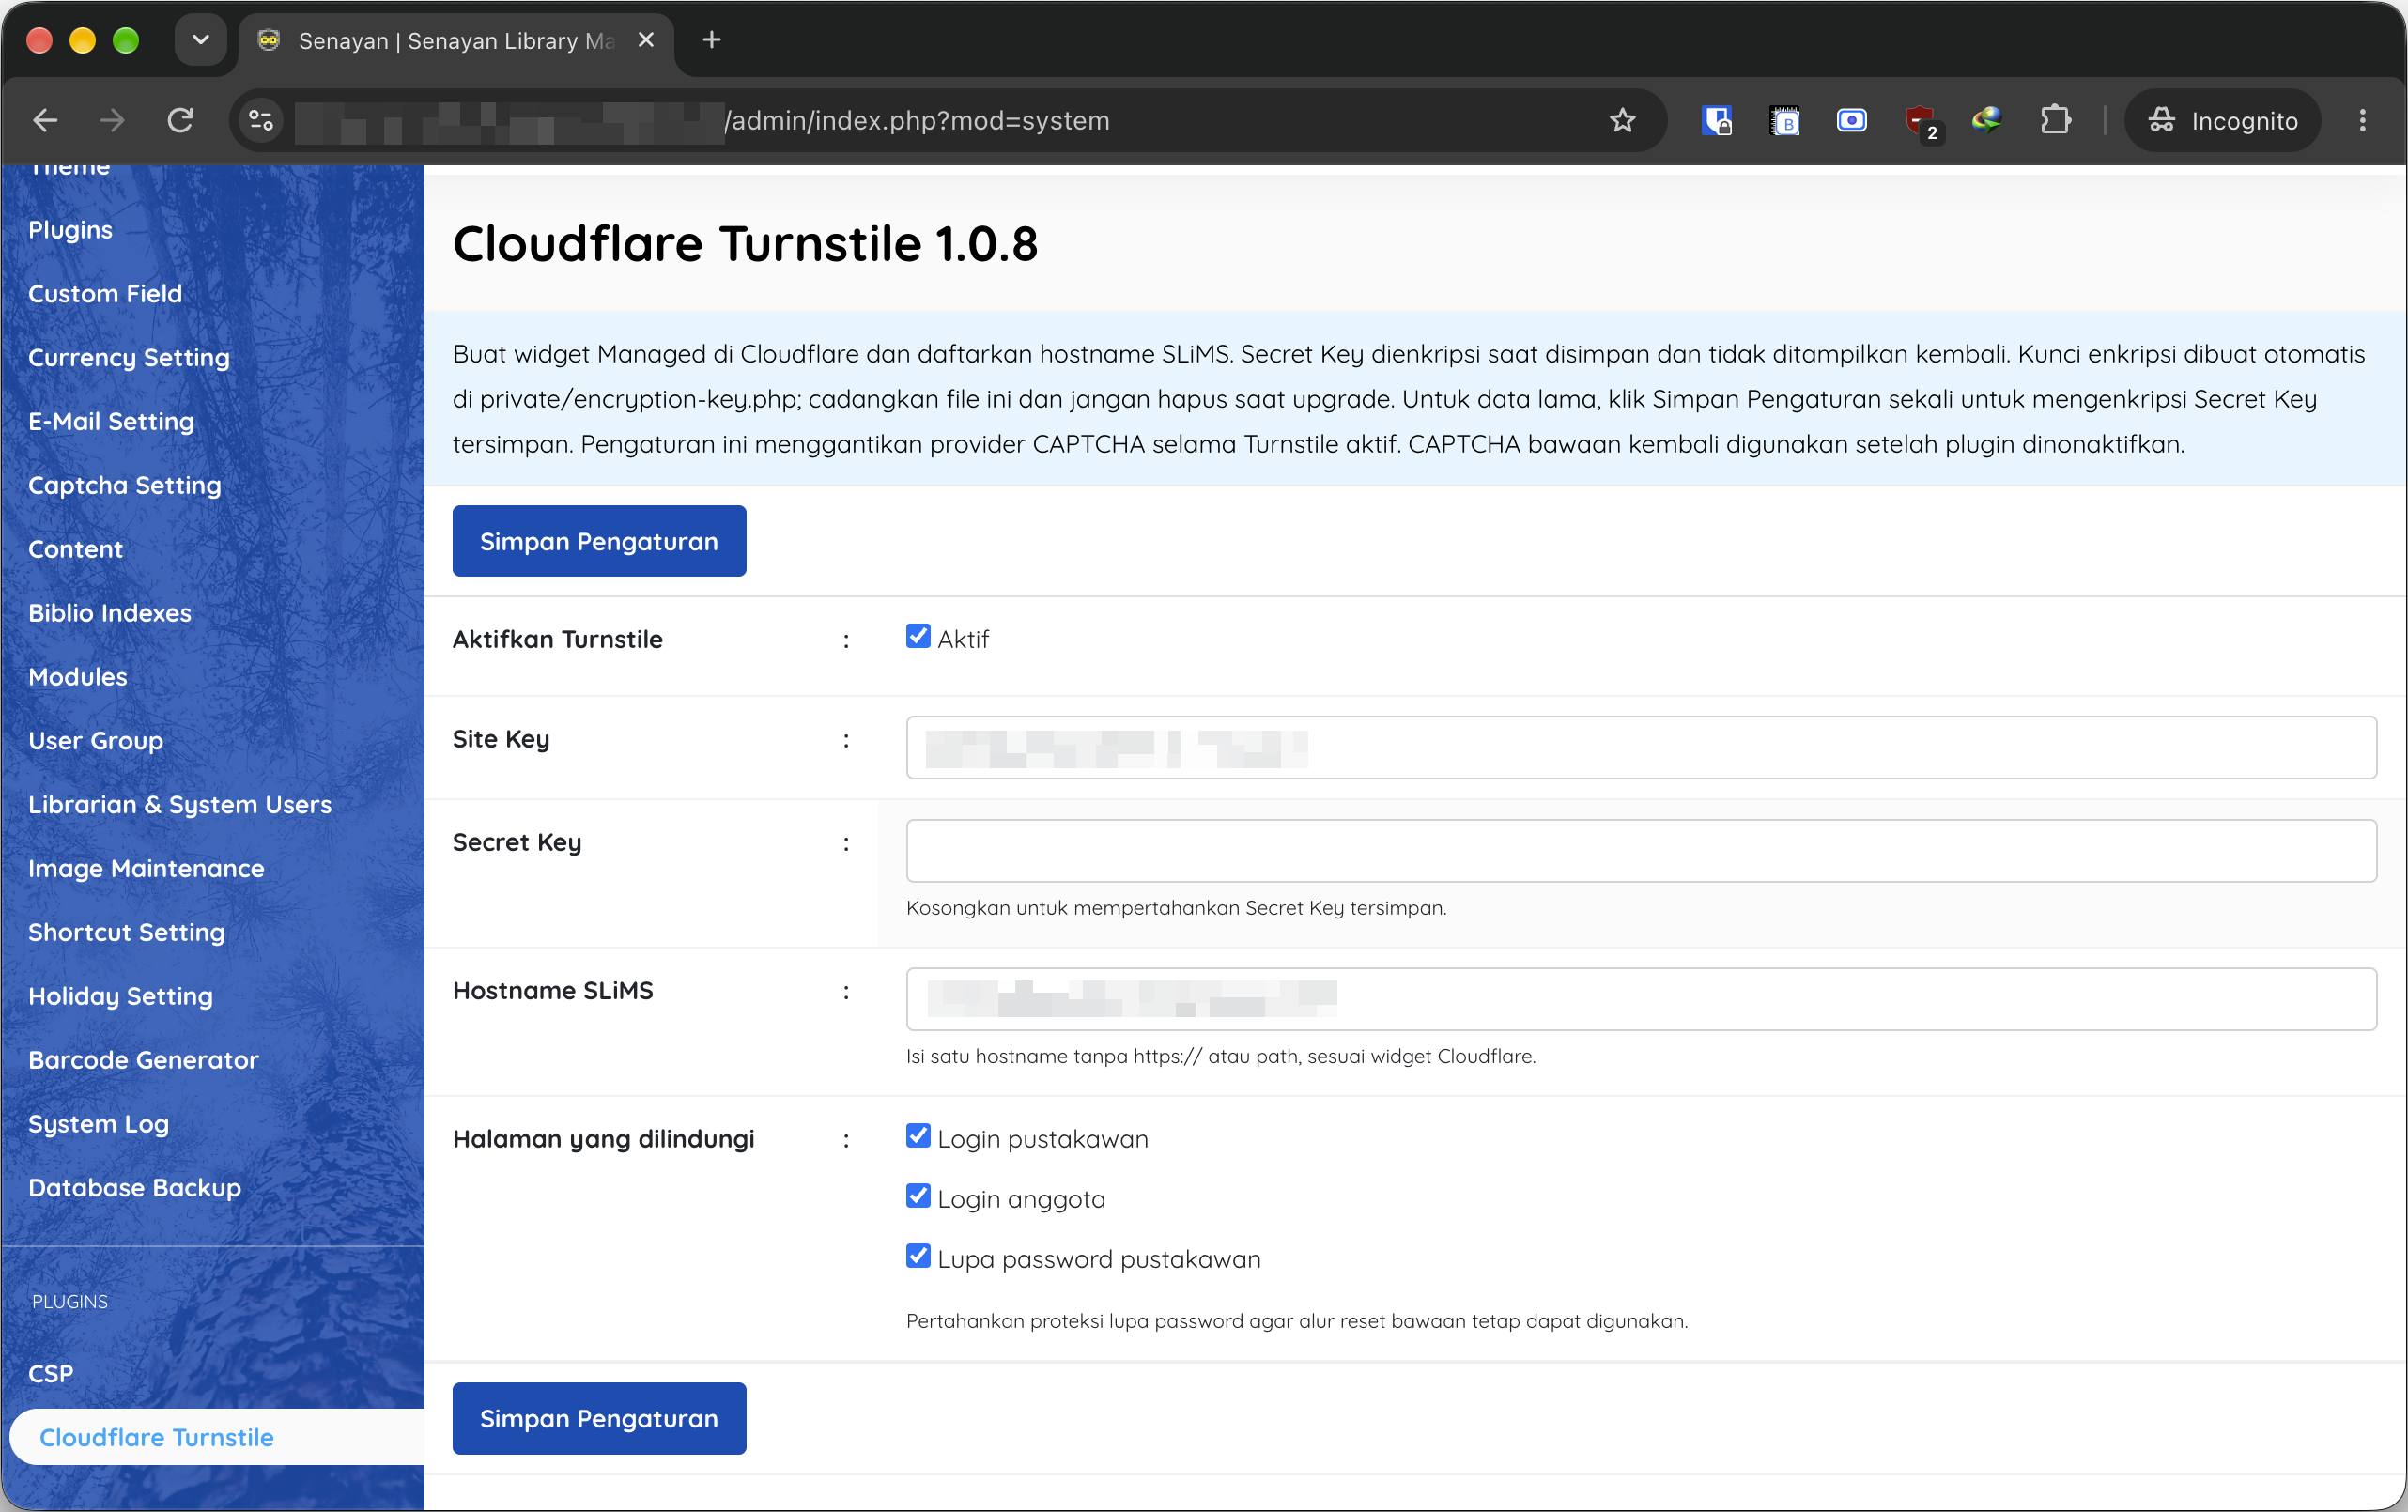 Senayan | Senayan Library Ma
/admin/index.php?mod=system
2
Incognito
Theme
Plugins
Custom Field
Currency Setting
E-Mail Setting
Captcha Setting
Content
Biblio Indexes
Modules
User Group
Librarian & System Users
Image Maintenance
Shortcut Setting
Holiday Setting
Barcode Generator
System Log
Database Backup
PLUGINS
CSP
Cloudflare Turnstile
Cloudflare Turnstile 1.0.8
Buat widget Managed di Cloudflare dan daftarkan hostname SLiMS. Secret Key dienkripsi saat disimpan dan tidak ditampilkan kembali. Kunci enkripsi dibuat otomatis
di private/encryption-key.php; cadangkan file ini dan jangan hapus saat upgrade. Untuk data lama, klik Simpan Pengaturan sekali untuk mengenkripsi Secret Key
tersimpan. Pengaturan ini menggantikan provider CAPTCHA selama Turnstile aktif. CAPTCHA bawaan kembali digunakan setelah plugin dinonaktifkan.
Simpan Pengaturan
Aktifkan Turnstile : Aktif
Site Key :
Secret Key :
Kosongkan untuk mempertahankan Secret Key tersimpan.
Hostname SLiMS :
Isi satu hostname tanpa https:// atau path, sesuai widget Cloudflare.
Halaman yang dilindungi : Login pustakawan
Login anggota
Lupa password pustakawan
Pertahankan proteksi lupa password agar alur reset bawaan tetap dapat digunakan.
Simpan Pengaturan